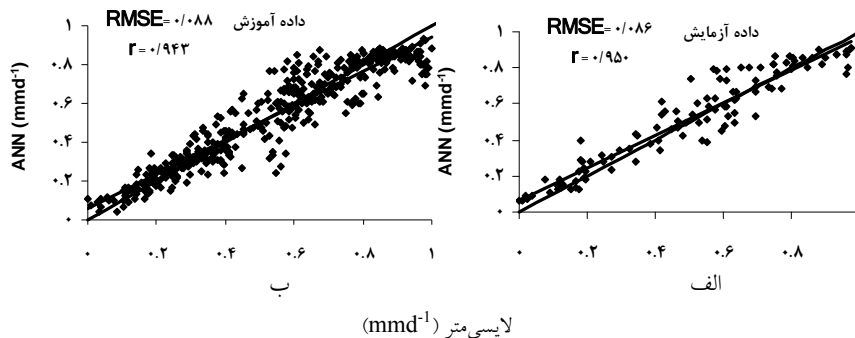 RMSE=۰/۰۸۸ داده آموزش
r=۰/۹۴۳
ANN (mmd-1)
۱
۰.۸
۰.۶
۰.۴
۰.۲
۰
۰ ۰.۲ ۰.۴ ۰.۶ ۰.۸ ۱
ب
RMSE=۰/۰۸۶ داده آزمایش
r=۰/۹۵۰
ANN (mmd-1)
۱
۰.۸
۰.۶
۰.۴
۰.۲
۰
۰ ۰.۲ ۰.۴ ۰.۶ ۰.۸
الف
لایسی‌متر (mmd-1)